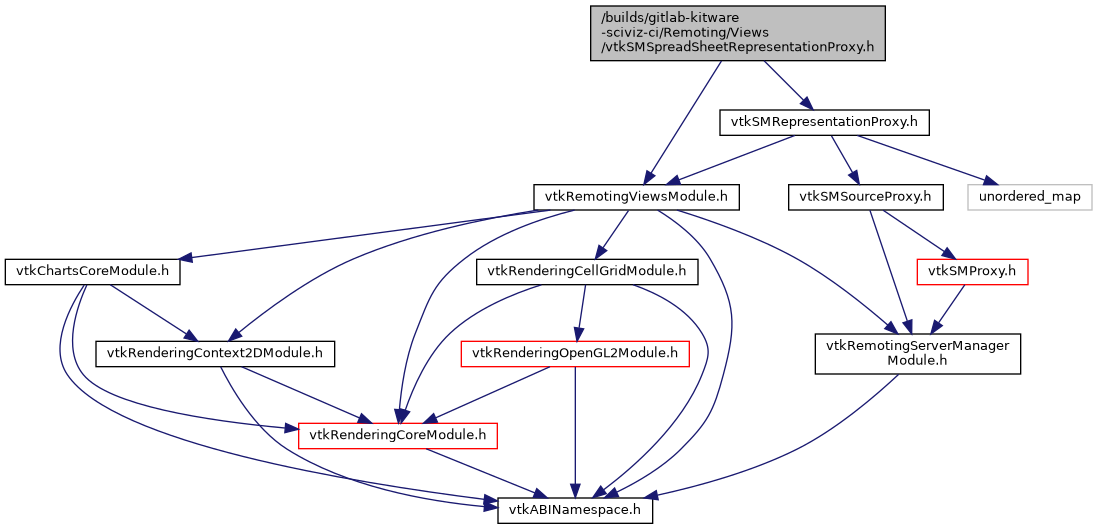 /builds/gitlab-kitware
-sciviz-ci/Remoting/Views
/vtkSMSpreadSheetRepresentationProxy.h
vtkSMRepresentationProxy.h
vtkRemotingViewsModule.h
vtkSMSourceProxy.h
unordered_map
vtkChartsCoreModule.h
vtkRenderingCellGridModule.h
vtkSMProxy.h
vtkRenderingContext2DModule.h
vtkRenderingOpenGL2Module.h
vtkRemotingServerManager
Module.h
vtkRenderingCoreModule.h
vtkABINamespace.h